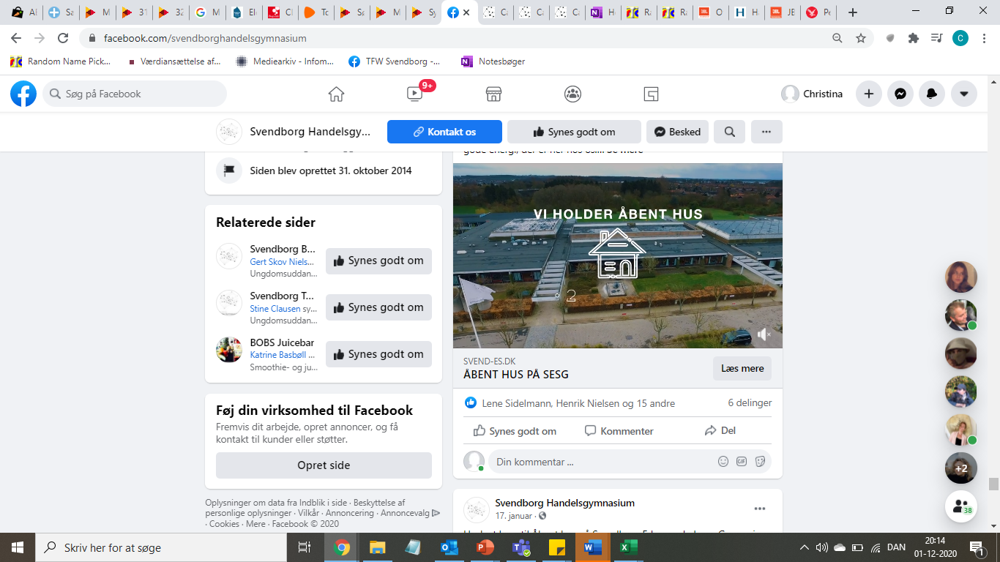 facebook.com/svendborghandelsgymnasium
C
Random Name Pick...
Værdiansættelse af...
Mediearkiv - Infom...
TFW Svendborg -...
Notesbøger
Søg på Facebook
9+
Christina
Svendborg Handelsgy...
Kontakt os
Synes godt om
Besked
Siden blev oprettet 31. oktober 2014
Relaterede sider
Svendborg B...
Gert Skov Niels...
Ungdomsuddan...
Synes godt om
Svendborg T...
Stine Clausen sy...
Ungdomsuddan...
Synes godt om
BOBS Juicebar
Katrine Basbøll ...
Smoothie- og ju...
Synes godt om
Føj din virksomhed til Facebook
Fremvis dit arbejde, opret annoncer, og få
kontakt til kunder eller støtter.
Opret side
Oplysninger om data fra Indblik i side · Beskyttelse af
personlige oplysninger · Vilkår · Annoncering · Annoncevalg
· Cookies · Mere · Facebook © 2020
VI HOLDER ÅBENT HUS
2
SVEND-ES.DK
ÅBENT HUS PÅ SESG
Læs mere
Lene Sidelmann, Henrik Nielsen og 15 andre
6 delinger
Synes godt om
Kommenter
Del
Din kommentar ...
GIF
Svendborg Handelsgymnasium
17. januar ·
+2
38
Skriv her for at søge
DAN
20:14
01-12-2020
1